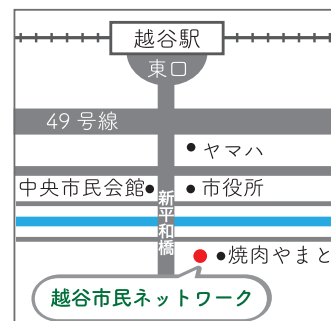 越谷駅
東口
49号線
ヤマハ
中央市民会館
市役所
新平和橋
焼肉やまと
越谷市民ネットワーク